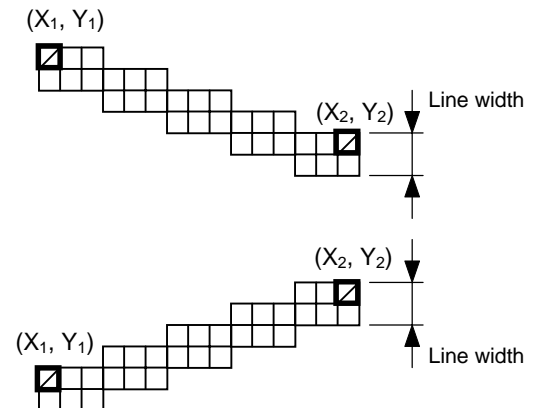 (X₁, Y₁)
Line width
(X₂, Y₂)
(X₂, Y₂)
(X₁, Y₁)
Line width